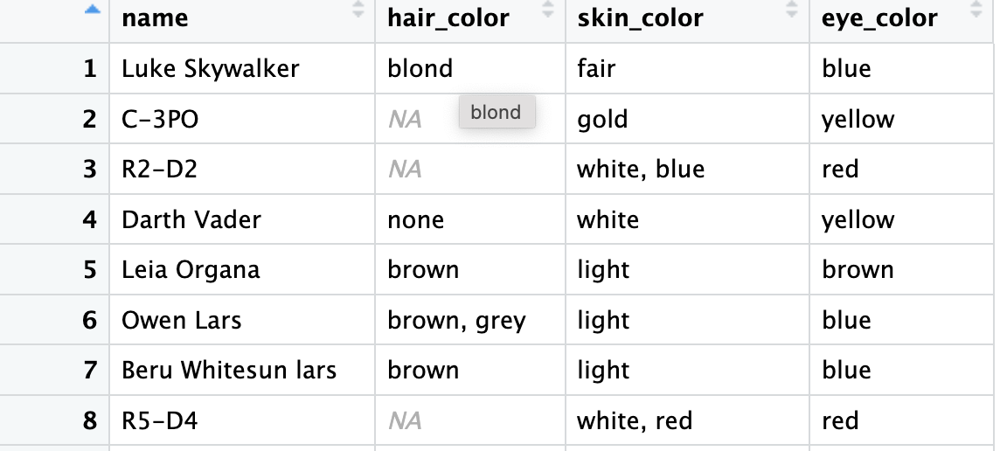 name hair_color skin_color eye_color
1 Luke Skywalker blond fair blue
2 C-3PO NA blond gold yellow
3 R2-D2 NA white, blue red
4 Darth Vader none white yellow
5 Leia Organa brown light brown
6 Owen Lars brown, grey light blue
7 Beru Whitesun lars brown light blue
8 R5-D4 NA white, red red